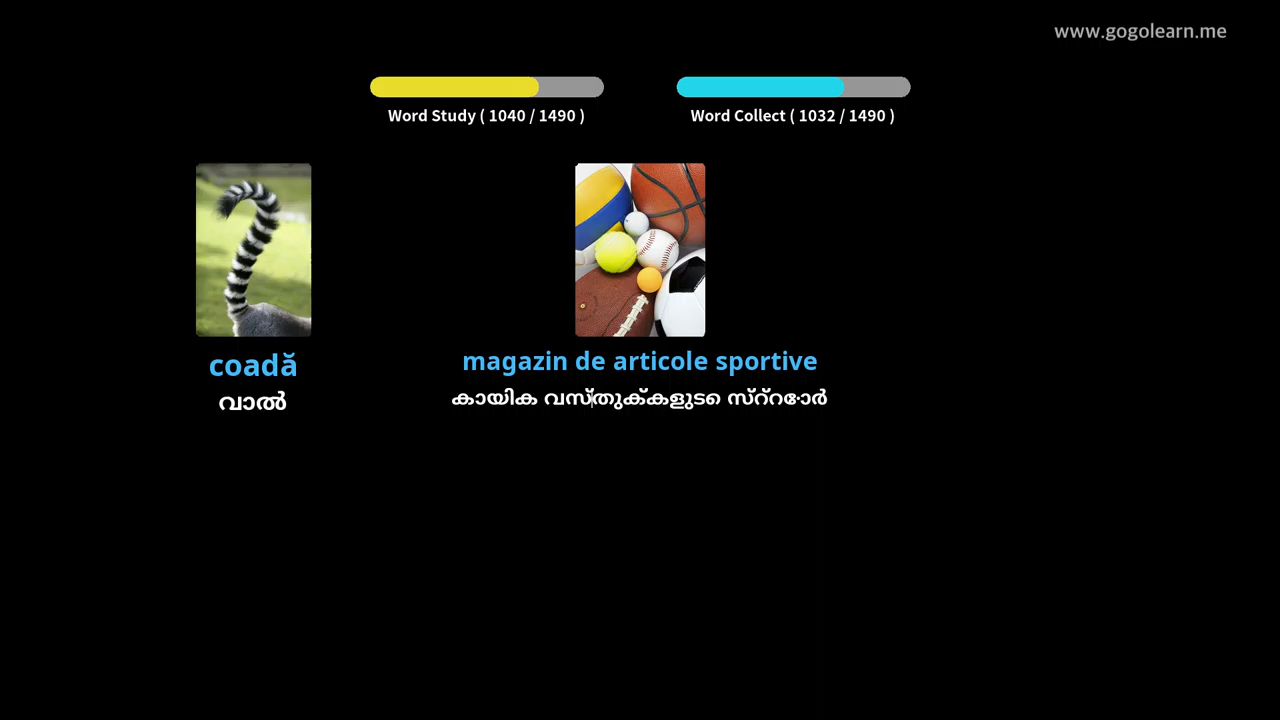 www.gogolearn.me
Word Study ( 1040 / 1490 )
Word Collect ( 1032 / 1490 )
coadă
വാൽ
magazin de articole sportive
കായിക വസ്തുക്കളുടെ സ്റ്റോർ